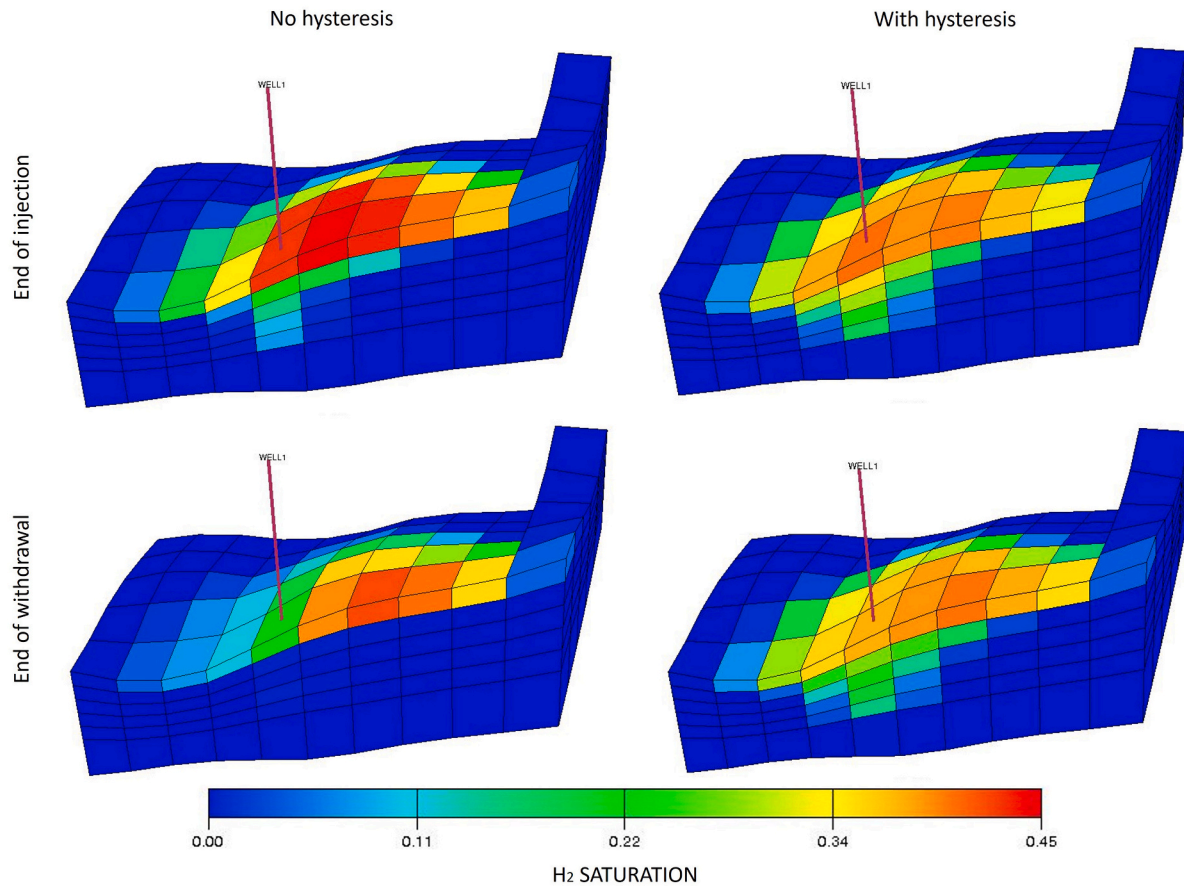 No hysteresis
With hysteresis
End of injection
WELL1
WELL1
End of withdrawal
WELL1
WELL1
0.00
0.11
0.22
0.34
0.45
H₂ SATURATION